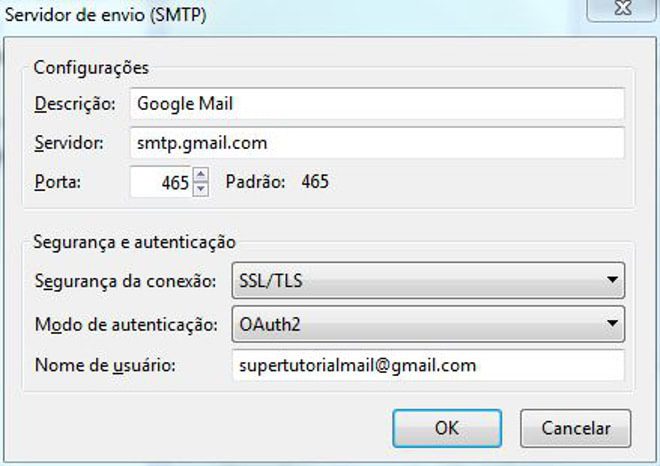 Servidor de envio (SMTP)
Configurações
Descrição: Google Mail
Servidor: smtp.gmail.com
Porta: 465 Padrão: 465
Segurança e autenticação
Segurança da conexão: SSL/TLS
Modo de autenticação: OAuth2
Nome de usuário: supertutorialmail@gmail.com
OK Cancelar